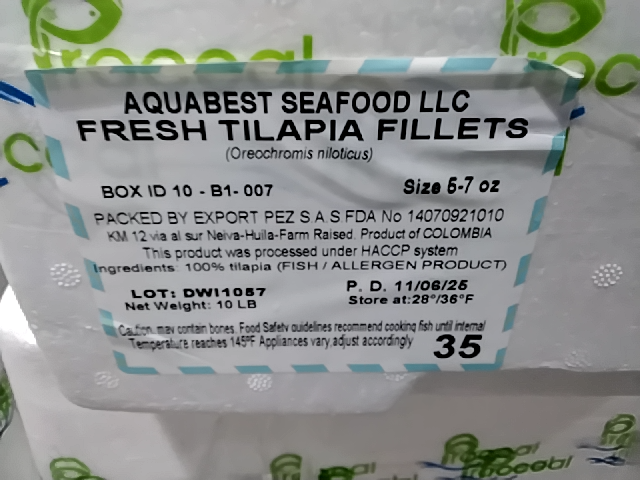 Proceal
Proceal
AQUABEST SEAFOOD LLC
FRESH TILAPIA FILLETS
(Oreochromis niloticus)
BOX ID 10 - B1- 007
Size 5-7 oz
PACKED BY EXPORT PEZ S.A.S FDA No 14070921010
KM 12 via al sur Neiva-Huila-Farm Raised. Product of COLOMBIA
This product was processed under HACCP system
Ingredients: 100% tilapia (FISH / ALLERGEN PRODUCT)
LOT: DWI1057
P. D. 11/06/25
Net Weight: 10 LB
Store at:28°/36°F
Caution, may contain bones. Food Safety guidelines recommend cooking fish until internal
Temperature reaches 145ºF Appliances vary,adjust accordingly
35